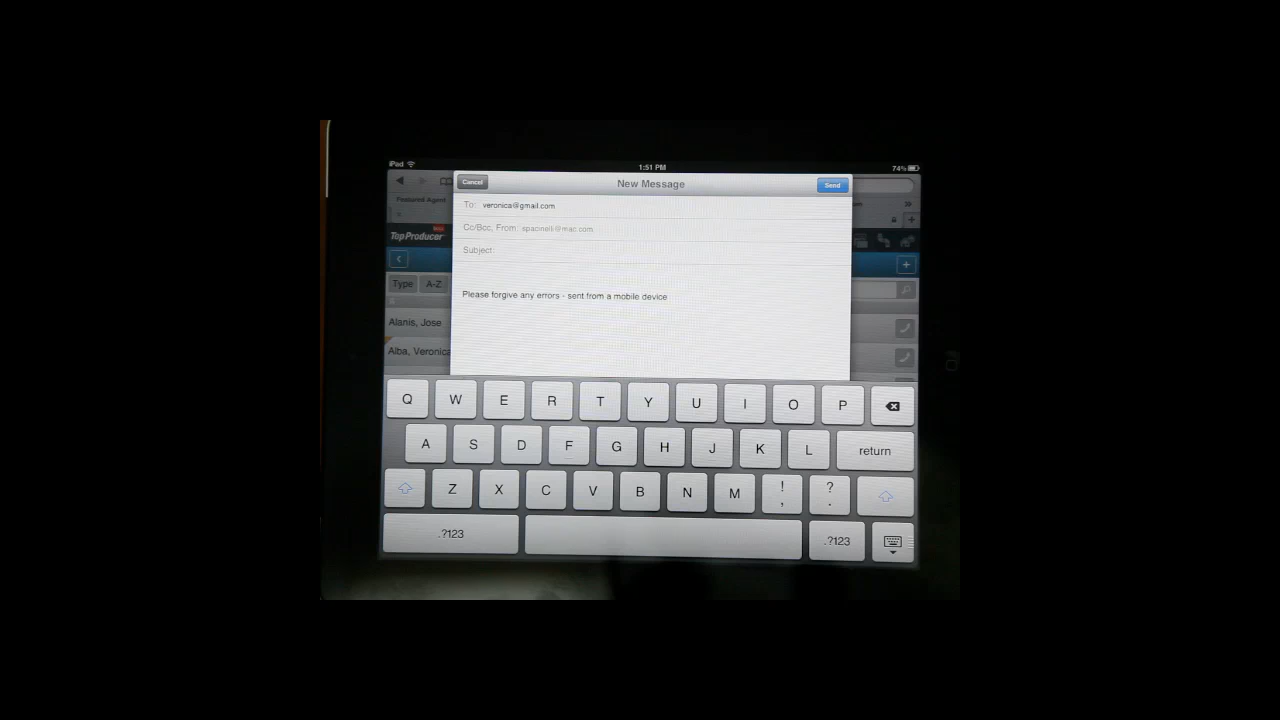 iPad 1:51 PM 74%
Cancel New Message Send
Featured Agent
To: veronica@gmail.com
Cc/Bcc, From: spacinelli@mac.com
TopProducer
Subject:
Type A-Z
Please forgive any errors - sent from a mobile device
Alanis, Jose
Alba, Veronica
Q W E R T Y U I O P
A S D F G H J K L return
Z X C V B N M ! , ? .
.?123 .?123